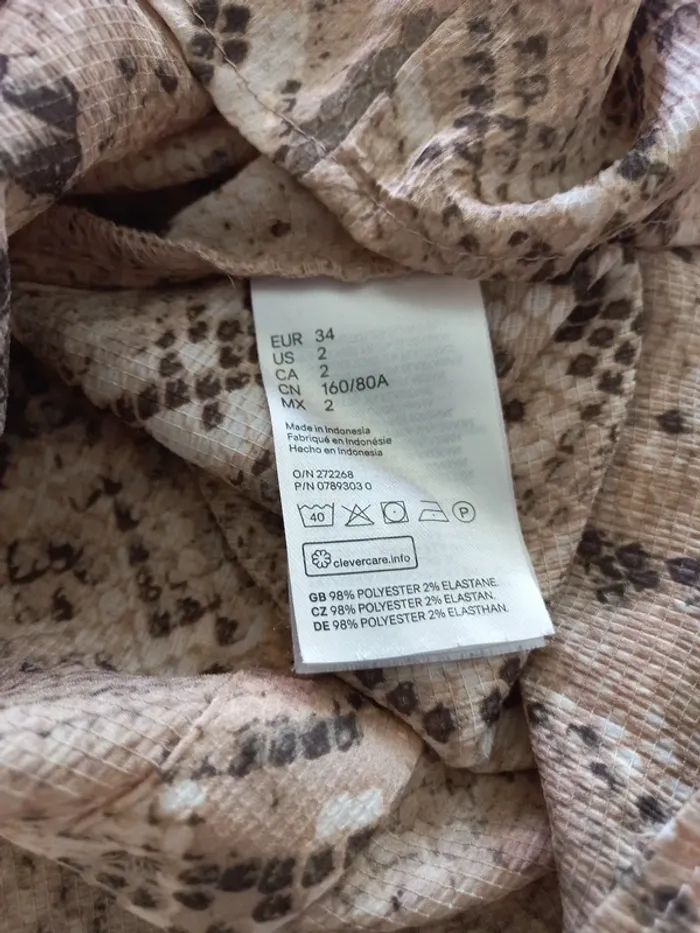 EUR 34
US 2
CA 2
CN 160/80A
MX 2
Made in Indonesia
Fabriqué en Indonésie
Hecho en Indonesia
O/N 272268
P/N 0789303 0
40 P
clevercare.info
GB 98% POLYESTER 2% ELASTANE.
CZ 98% POLYESTER 2% ELASTAN.
DE 98% POLYESTER 2% ELASTHAN.